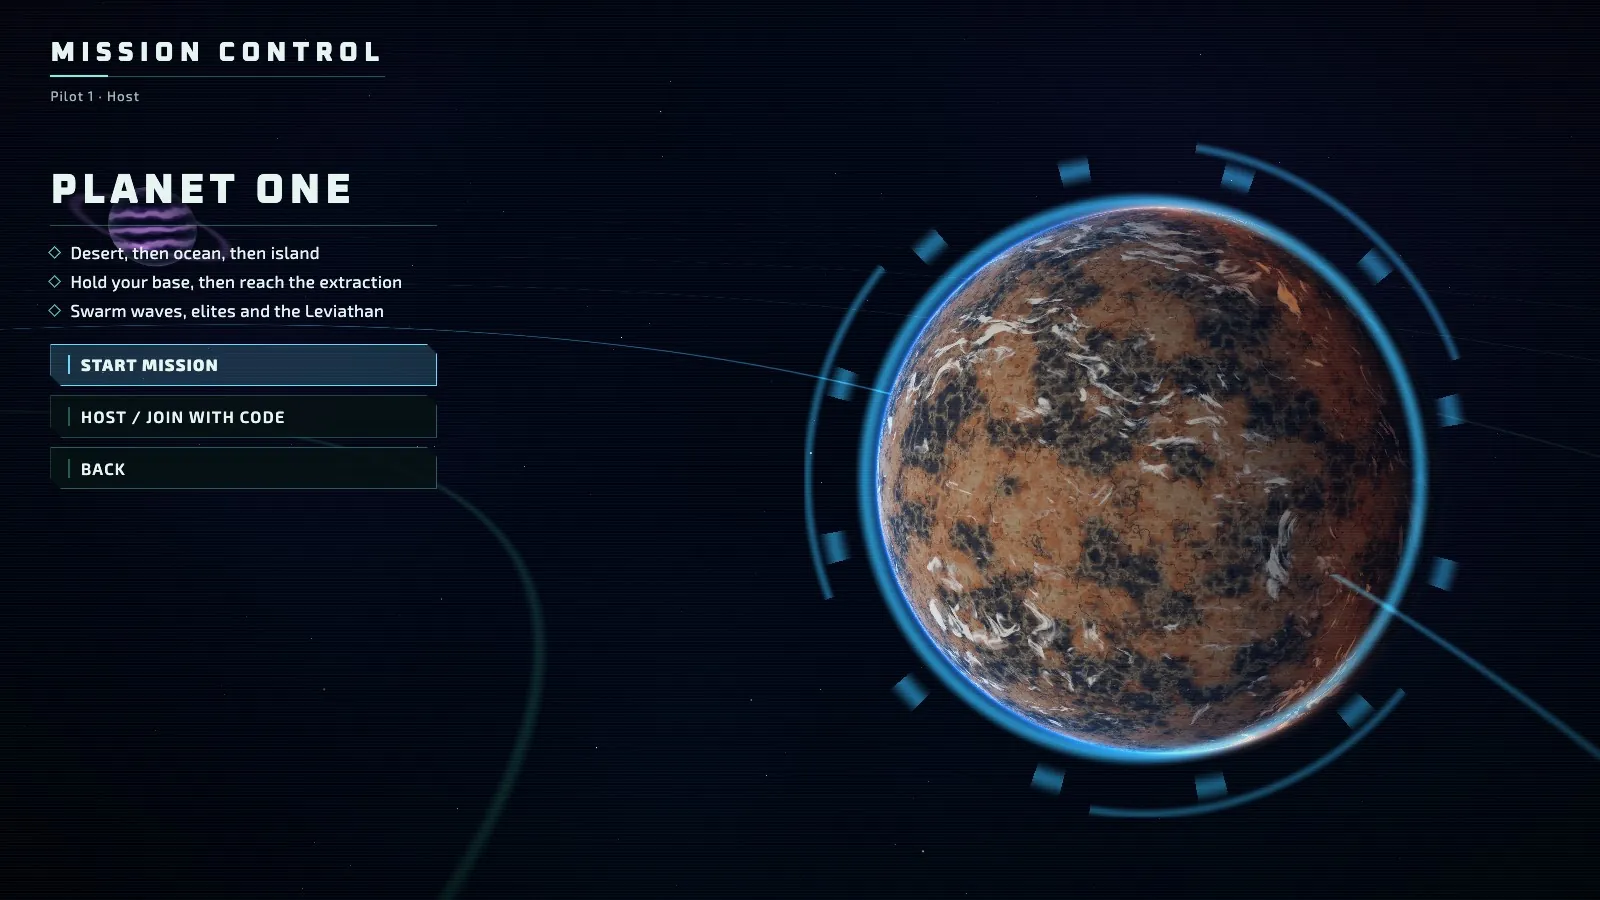 MISSION CONTROL
Pilot 1 · Host
PLANET ONE
Desert, then ocean, then island
Hold your base, then reach the extraction
Swarm waves, elites and the Leviathan
START MISSION
HOST / JOIN WITH CODE
BACK